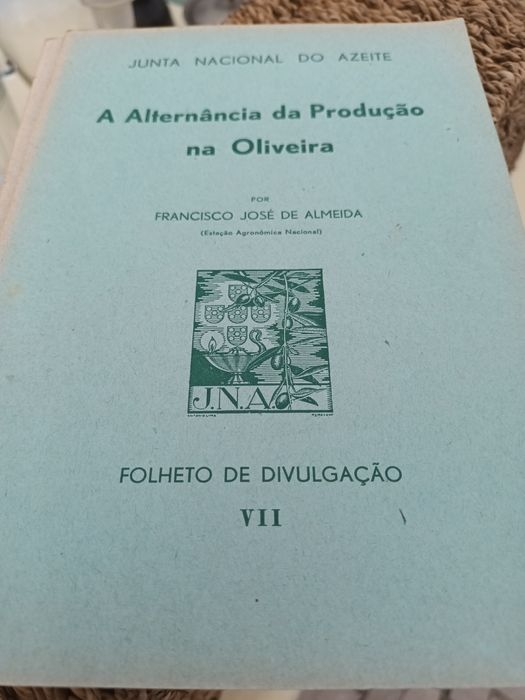 JUNTA NACIONAL DO AZEITE
A Alternância da Produção
na Oliveira
POR
FRANCISCO JOSÉ DE ALMEIDA
(Estação Agronómica Nacional)
J.N.A.
FOLHETO DE DIVULGAÇÃO
VII